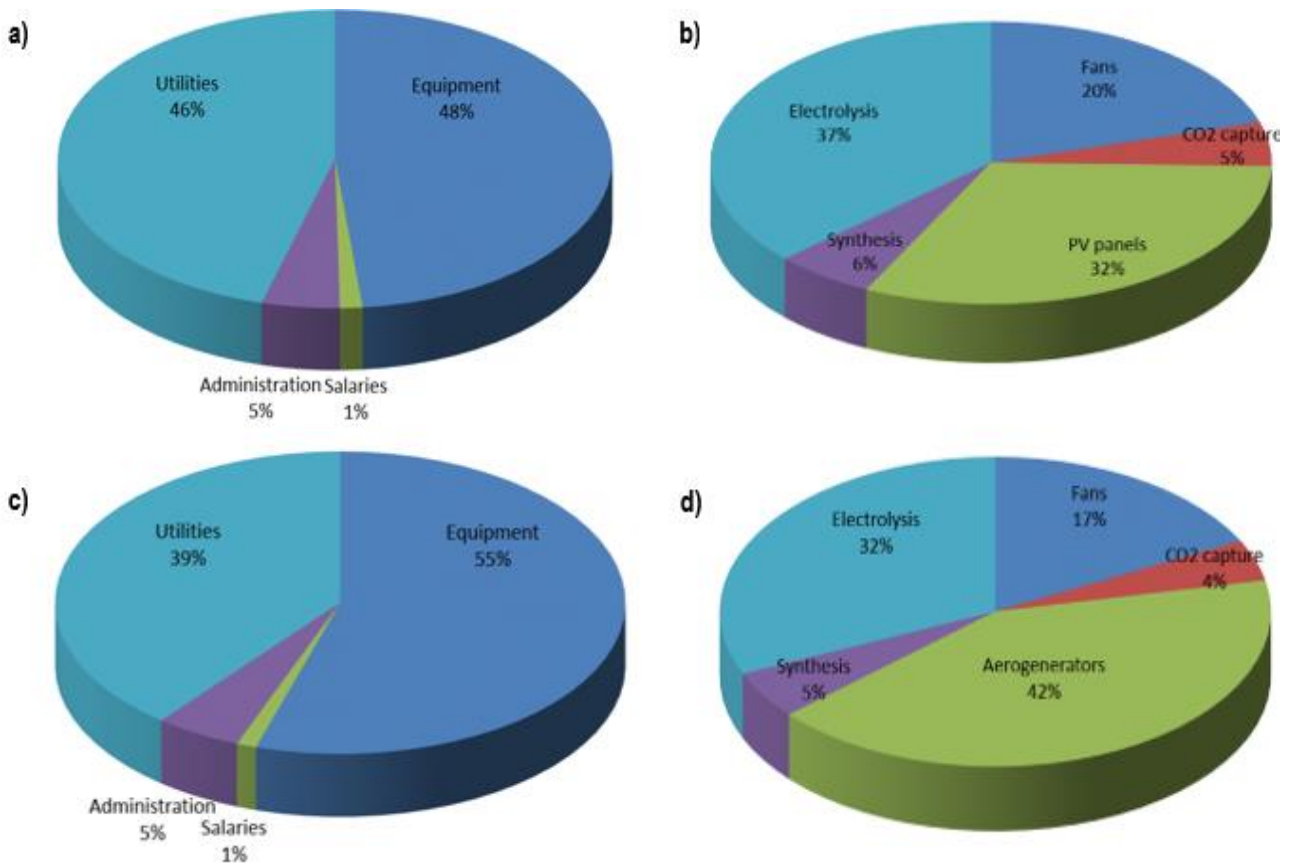 a)
Utilities
46%
Equipment
48%
Administration
5%
Salaries
1%
b)
Electrolysis
37%
Fans
20%
CO2 capture
5%
Synthesis
6%
PV panels
32%
c)
Utilities
39%
Equipment
55%
Administration
5%
Salaries
1%
d)
Electrolysis
32%
Fans
17%
CO2 capture
4%
Synthesis
5%
Aerogenerators
42%